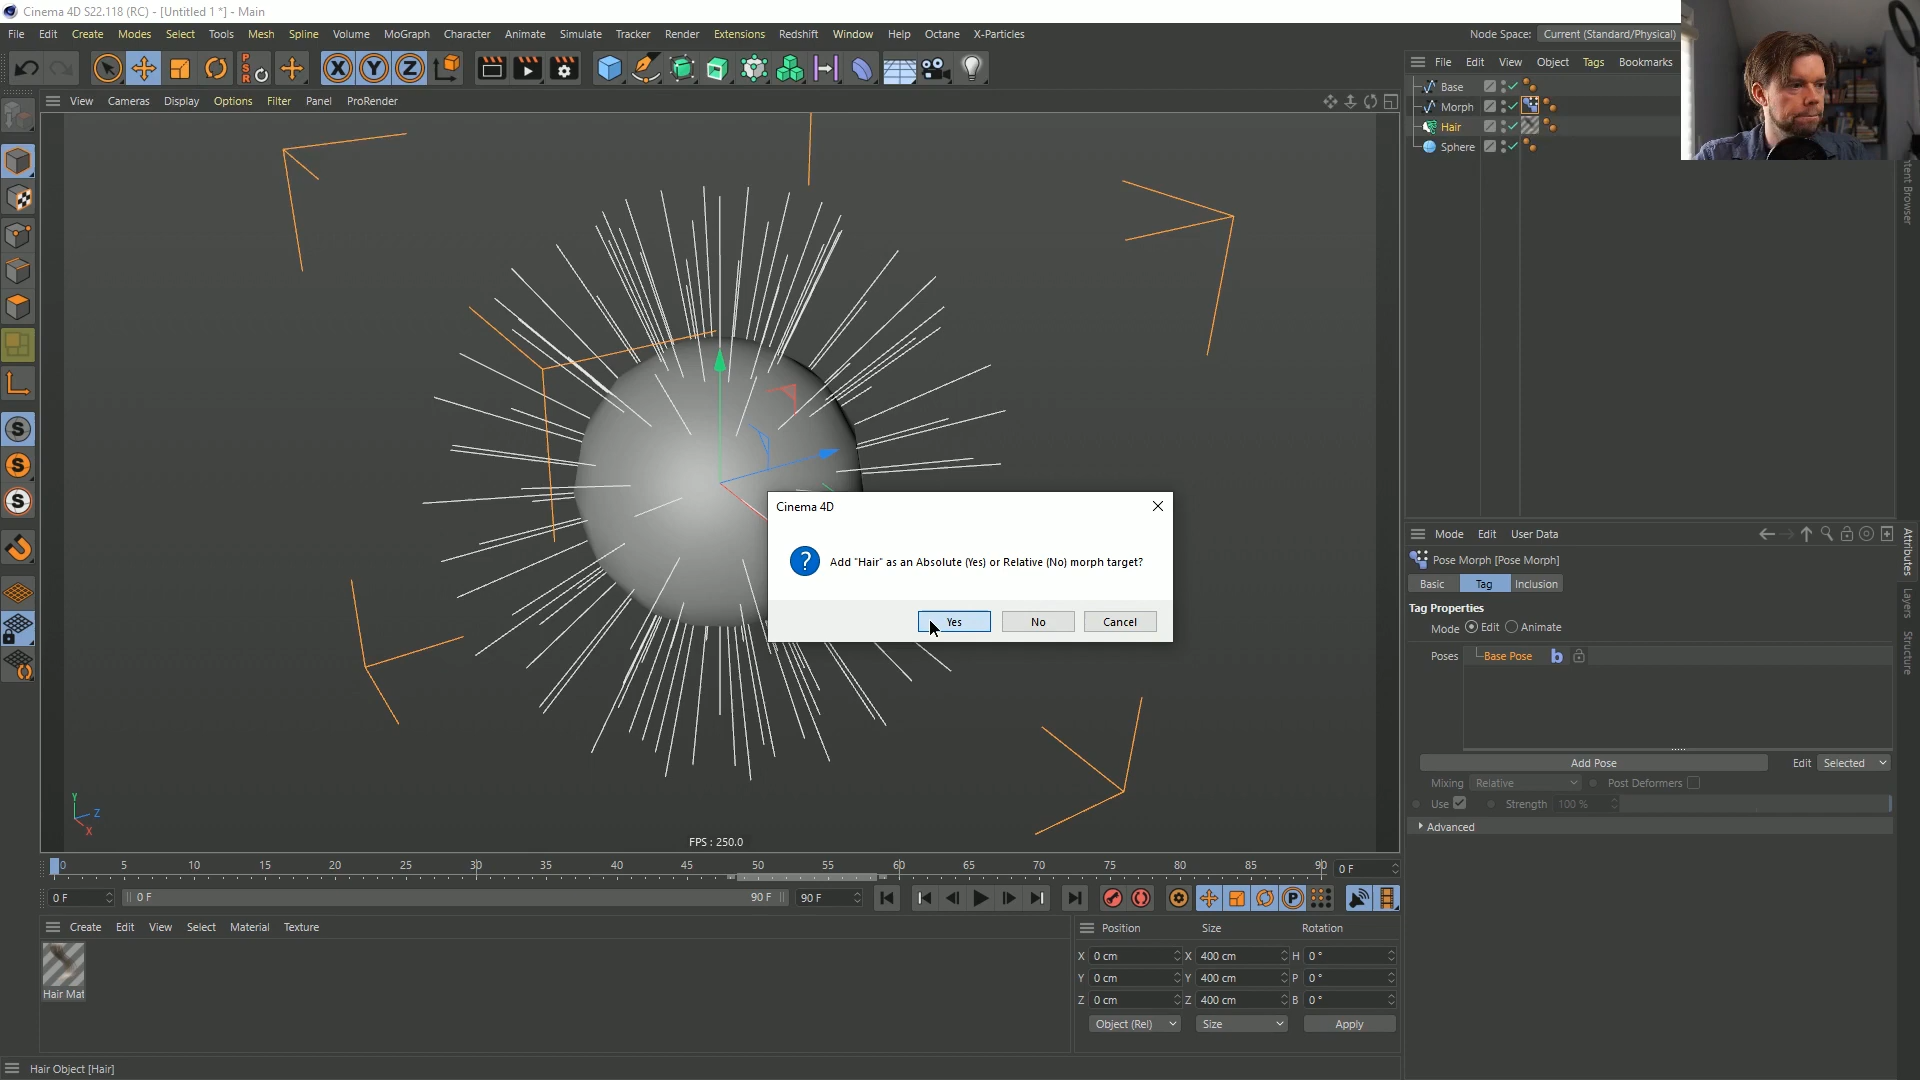 Cinema 4D S22.118 (RC) - [Untitled 1 *] - Main
File Edit Create Modes Select Tools Mesh Spline Volume MoGraph Character Animate Simulate Tracker Render Extensions Redshift Window Help Octane X-Particles
Node Space: Current (Standard/Physical)
PSR X Y Z
File Edit View Object Tags Bookmarks
View Cameras Display Options Filter Panel ProRender
Base
Morph
Hair
Sphere
Content Browser
Cinema 4D
Add "Hair" as an Absolute (Yes) or Relative (No) morph target?
Yes No Cancel
Mode Edit User Data
Pose Morph [Pose Morph]
Basic Tag Inclusion
Tag Properties
Mode Edit Animate
Poses Base Pose b
Add Pose Edit Selected
Mixing Relative Post Deformers
Use Strength 100 %
Advanced
Attributes
Layers
Structure
S
S
S
Y
Z
X
FPS : 250.0
0 5 10 15 20 25 30 35 40 45 50 55 60 65 70 75 80 85 90 0 F
0 F 0 F 90 F 90 F P
Create Edit View Select Material Texture
Hair Mat
Position Size Rotation
X 0 cm X 400 cm H 0 °
Y 0 cm Y 400 cm P 0 °
Z 0 cm Z 400 cm B 0 °
Object (Rel) Size Apply
Hair Object [Hair]